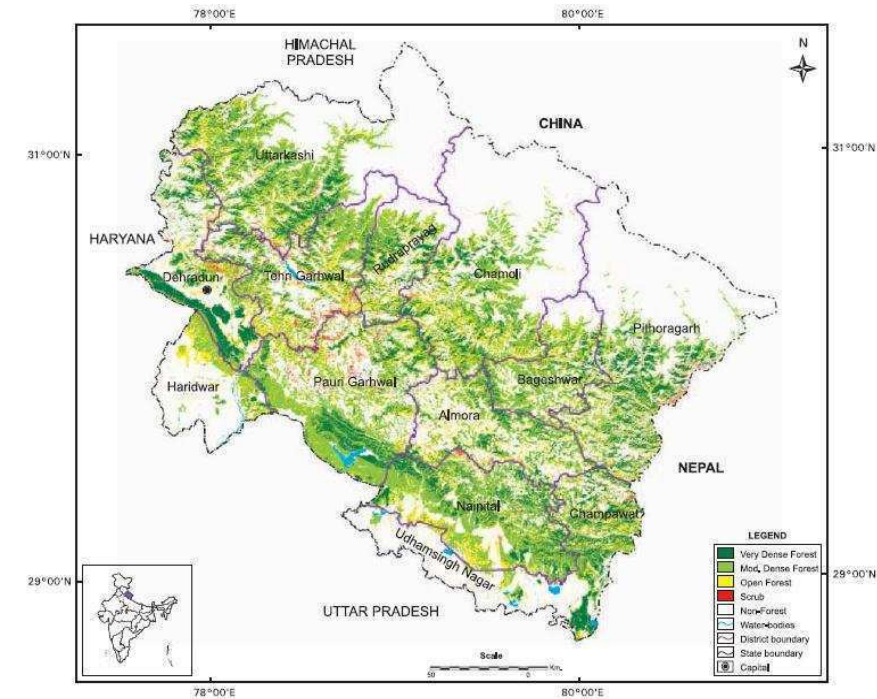 78°00'E
80°00'E
HIMACHAL
PRADESH
N
CHINA
31°00'N
31°00'N
Uttarkashi
HARYANA
Rudraprayag
Dehradun
Tehri Garhwal
Chamoli
Pithoragarh
Haridwar
Pauri Garhwal
Bageshwar
Almora
NEPAL
Nainital
Champawat
Udhamsingh Nagar
LEGEND
Very Dense Forest
Mod. Dense Forest
Open Forest
Scrub
Non-Forest
Water-bodies
District boundary
State boundary
Capital
29°00'N
29°00'N
UTTAR PRADESH
Scale
50 0 Km.
78°00'E
80°00'E